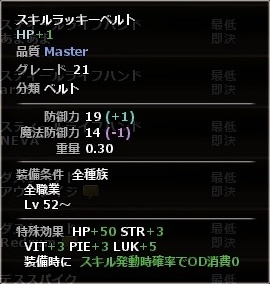 スキルラッキーベルト
HP+1
品質 Master
グレード 21
分類 ベルト
防御力 19 (+1)
魔法防御力 14 (-1)
重量 0.30
装備条件 全種族
全職業
Lv 52～
特殊効果 HP+50 STR+3
VIT+3 PIE+3 LUK+5
装備時に スキル発動時確率でOD消費0